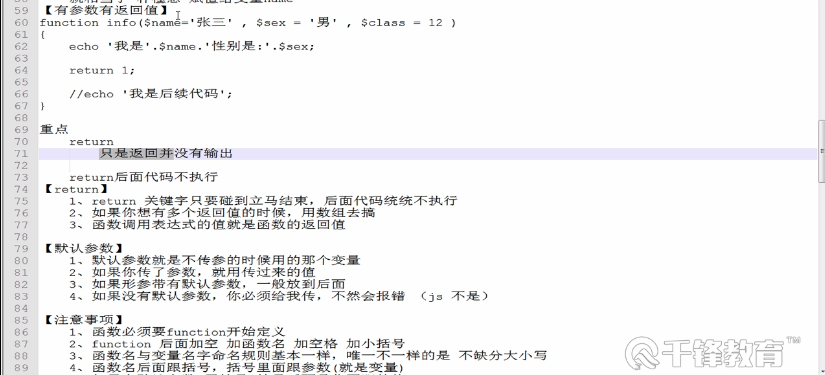 【有参数有返回值】
60 function info($name='张三' , $sex = '男' , $class = 12 )
61 {
62 echo '我是'.$name.'性别是:'.$sex;
63
64 return 1;
65
66 //echo '我是后续代码';
67 }
68
69 重点
70 return
71 只是返回并没有输出
72
73 return后面代码不执行
74 【return】
75 1、return 关键字只要碰到立马结束，后面代码统统不执行
76 2、如果你想有多个返回值的时候，用数组去搞
77 3、函数调用表达式的值就是函数的返回值
78
79 【默认参数】
80 1、默认参数就是不传参的时候用的那个变量
81 2、如果你传了参数，就用传过来的值
82 3、如果形参带有默认参数，一般放到后面
83 4、如果没有默认参数，你必须给我传，不然会报错 （js 不是）
84
85 【注意事项】
86 1、函数必须要function开始定义
87 2、function 后面加空 加函数名 加空格 加小括号
88 3、函数名与变量名字命名规则基本一样，唯一不一样的是 不缺分大小写
89 4、函数名后面跟括号，括号里面跟参数(就是变量)
千锋教育TM